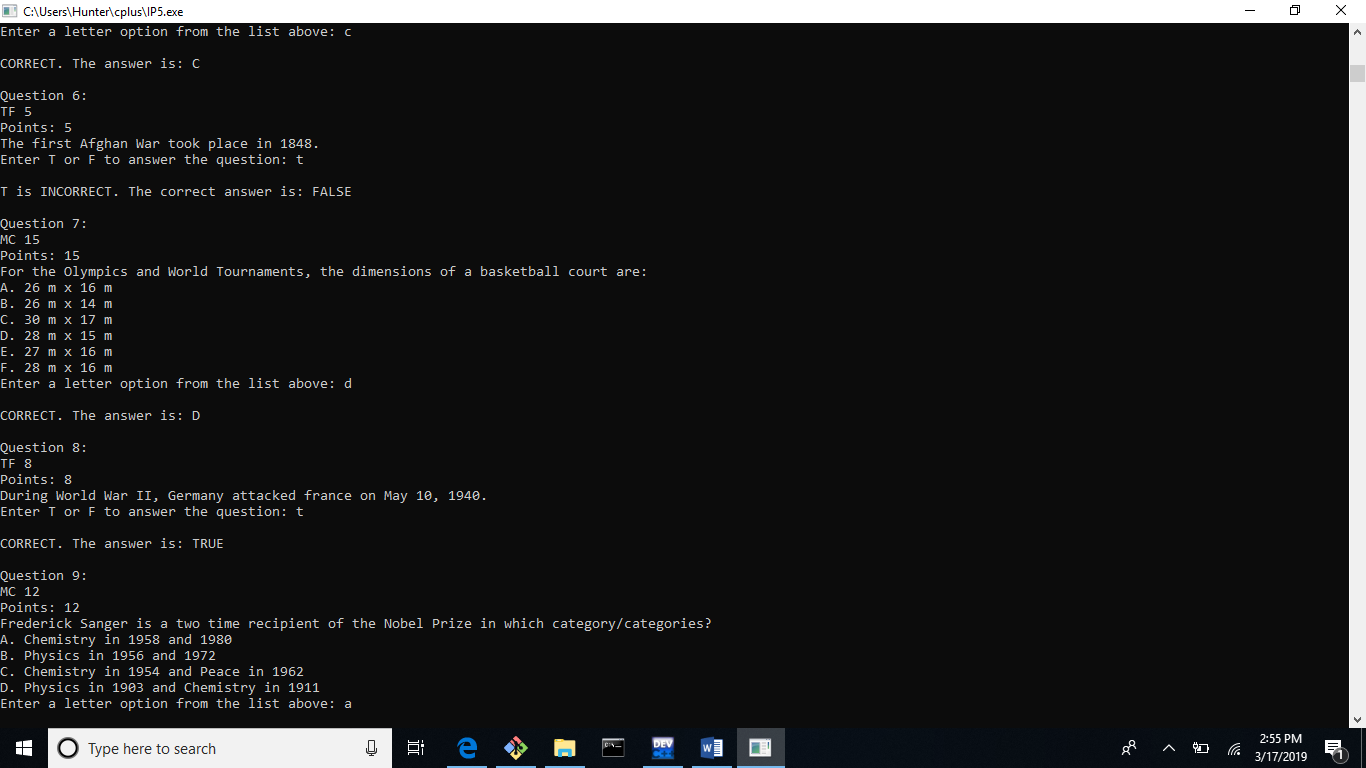 C:\Users\Hunter\cplus\IP5.exe
Enter a letter option from the list above: c
CORRECT. The answer is: C
Question 6:
TF 5
Points: 5
The first Afghan War took place in 1848.
Enter T or F to answer the question: t
T is INCORRECT. The correct answer is: FALSE
Question 7:
MC 15
Points: 15
For the Olympics and World Tournaments, the dimensions of a basketball court are:
A. 26 m x 16 m
B. 26 m x 14 m
C. 30 m x 17 m
D. 28 m x 15 m
E. 27 m x 16 m
F. 28 m x 16 m
Enter a letter option from the list above: d
CORRECT. The answer is: D
Question 8:
TF 8
Points: 8
During World War II, Germany attacked france on May 10, 1940.
Enter T or F to answer the question: t
CORRECT. The answer is: TRUE
Question 9:
MC 12
Points: 12
Frederick Sanger is a two time recipient of the Nobel Prize in which category/categories?
A. Chemistry in 1958 and 1980
B. Physics in 1956 and 1972
C. Chemistry in 1954 and Peace in 1962
D. Physics in 1903 and Chemistry in 1911
Enter a letter option from the list above: a
Type here to search
DEV
2:55 PM
3/17/2019
1